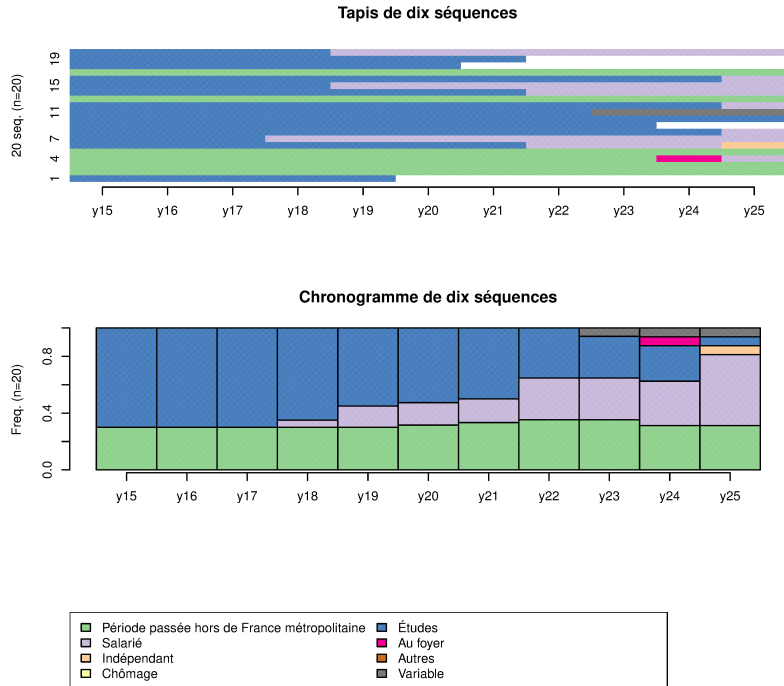 Tapis de dix séquences
20 seq. (n=20)
1 4 7 11 15 19
y15 y16 y17 y18 y19 y20 y21 y22 y23 y24 y25
Chronogramme de dix séquences
Freq. (n=20)
0.0 0.4 0.8
y15 y16 y17 y18 y19 y20 y21 y22 y23 y24 y25
Période passée hors de France métropolitaine Études
Salarié Au foyer
Indépendant Autres
Chômage Variable